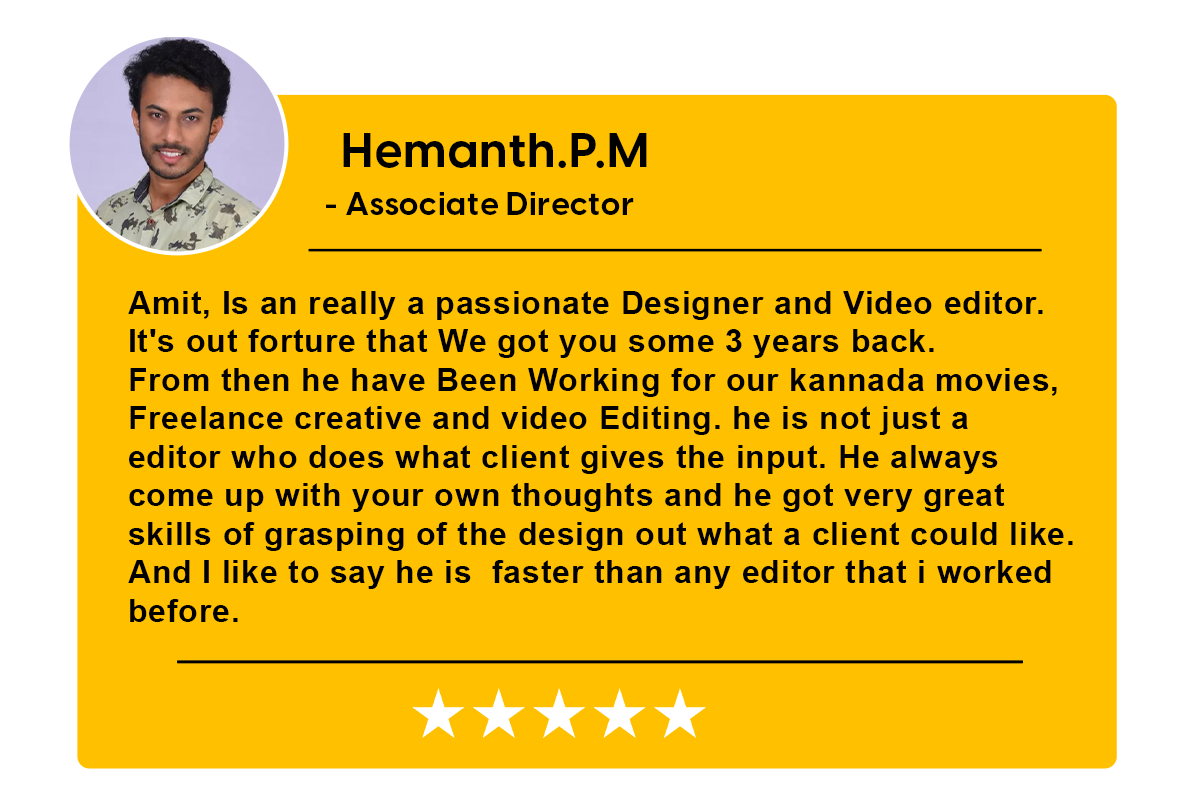 Hemanth.P.M
- Associate Director
Amit, Is an really a passionate Designer and Video editor.
It's out forture that We got you some 3 years back.
From then he have Been Working for our kannada movies,
Freelance creative and video Editing. he is not just a
editor who does what client gives the input. He always
come up with your own thoughts and he got very great
skills of grasping of the design out what a client could like.
And I like to say he is  faster than any editor that i worked
before.